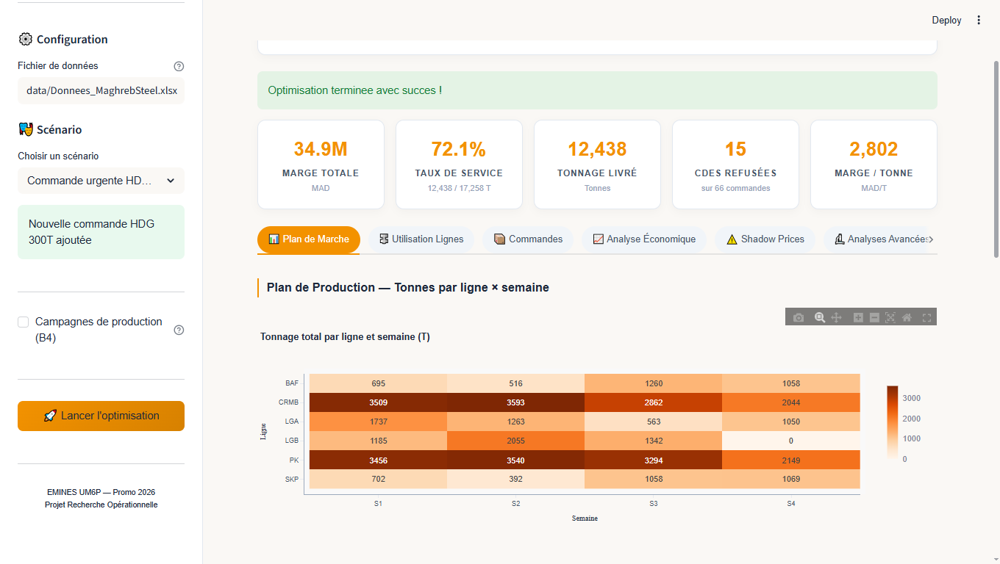 Deploy
Configuration
Fichier de données
data/Donnees_MaghrebSteel.xlsx
Scénario
Choisir un scénario
Commande urgente HD...
Nouvelle commande HDG
300T ajoutée
Campagnes de production
(B4)
Lancer l'optimisation
EMINES UM6P — Promo 2026
Projet Recherche Opérationnelle
Optimisation terminee avec succes !
34.9M
MARGE TOTALE
MAD
72.1%
TAUX DE SERVICE
12,438 / 17,258 T
12,438
TONNAGE LIVRÉ
Tonnes
15
CDES REFUSÉES
sur 66 commandes
2,802
MARGE / TONNE
MAD/T
Plan de Marche
Utilisation Lignes
Commandes
Analyse Économique
Shadow Prices
Analyses Avancées
Plan de Production — Tonnes par ligne × semaine
Tonnage total par ligne et semaine (T)
Ligne
BAF 695 516 1260 1058
CRMB 3509 3593 2862 2044
LGA 1737 1263 563 1050
LGB 1185 2055 1342 0
PK 3456 3540 3294 2149
SKP 702 392 1058 1069
S1 S2 S3 S4
Semaine
3000
2000
1000
0